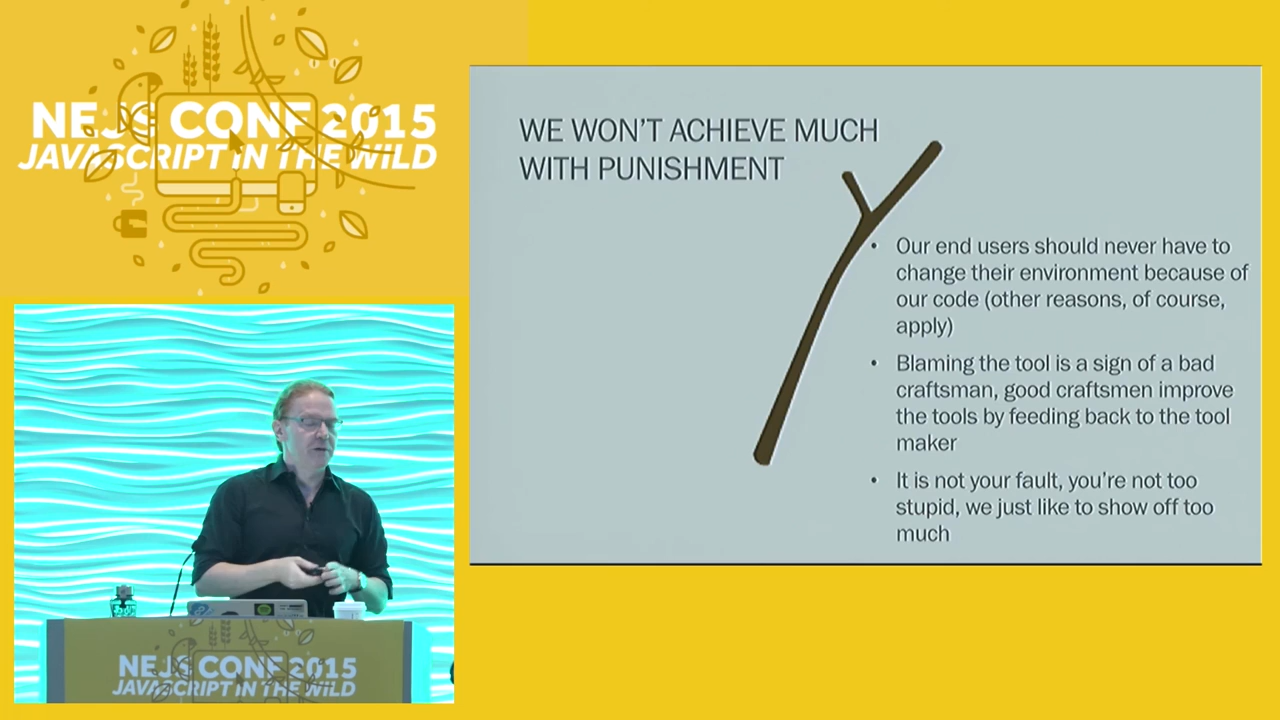 NEJS CONF 2015
JAVASCRIPT IN THE WILD
WE WON'T ACHIEVE MUCH
WITH PUNISHMENT
• Our end users should never have to
change their environment because of
our code (other reasons, of course,
apply)
• Blaming the tool is a sign of a bad
craftsman, good craftsmen improve
the tools by feeding back to the tool
maker
• It is not your fault, you're not too
stupid, we just like to show off too
much
NEJS CONF 2015
JAVASCRIPT IN THE WILD